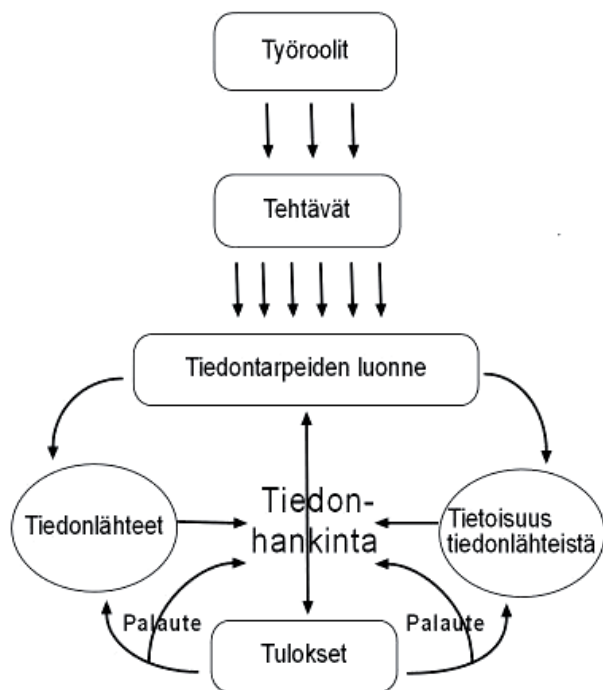 Työroolit
Tehtävät
Tiedontarpeiden luonne
Tiedonlähteet
Tiedon-
hankinta
Tietoisuus
tiedonlähteistä
Palaute
Palaute
Tulokset